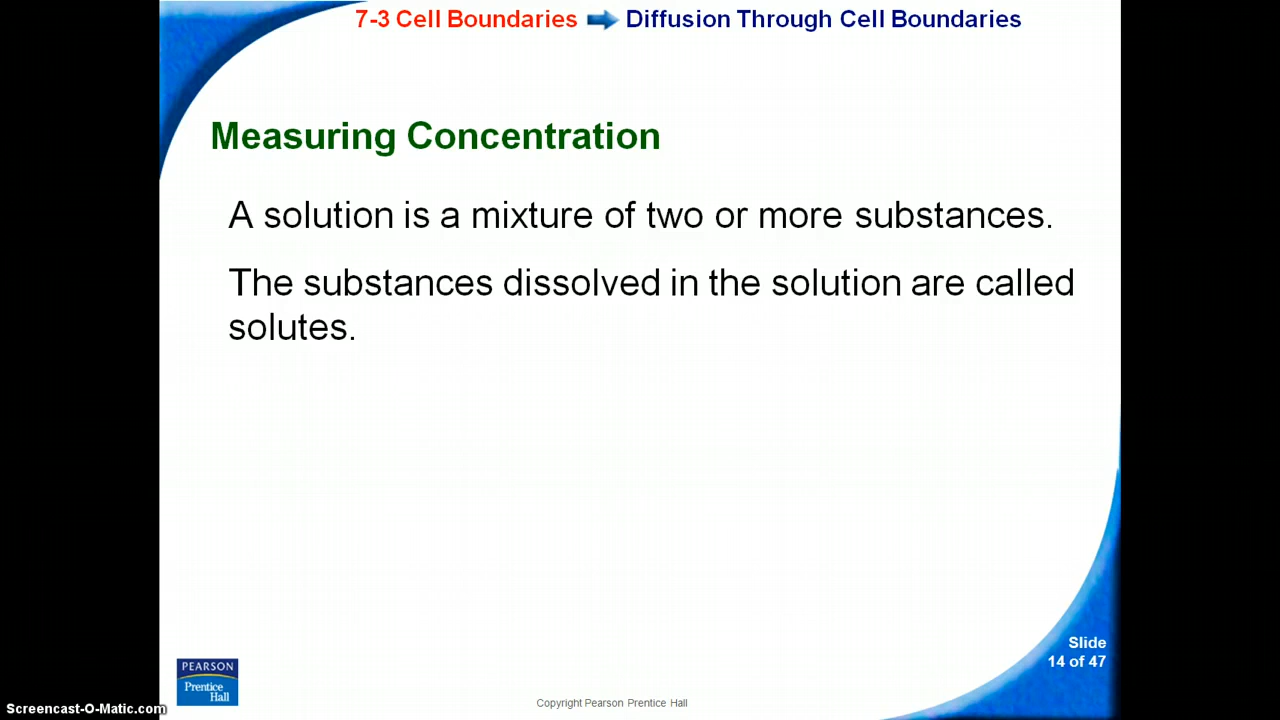 7-3 Cell Boundaries Diffusion Through Cell Boundaries
Measuring Concentration
A solution is a mixture of two or more substances.
The substances dissolved in the solution are called
solutes.
Slide
14 of 47
PEARSON
Prentice
Hall
Copyright Pearson Prentice Hall
Screencast-O-Matic.com